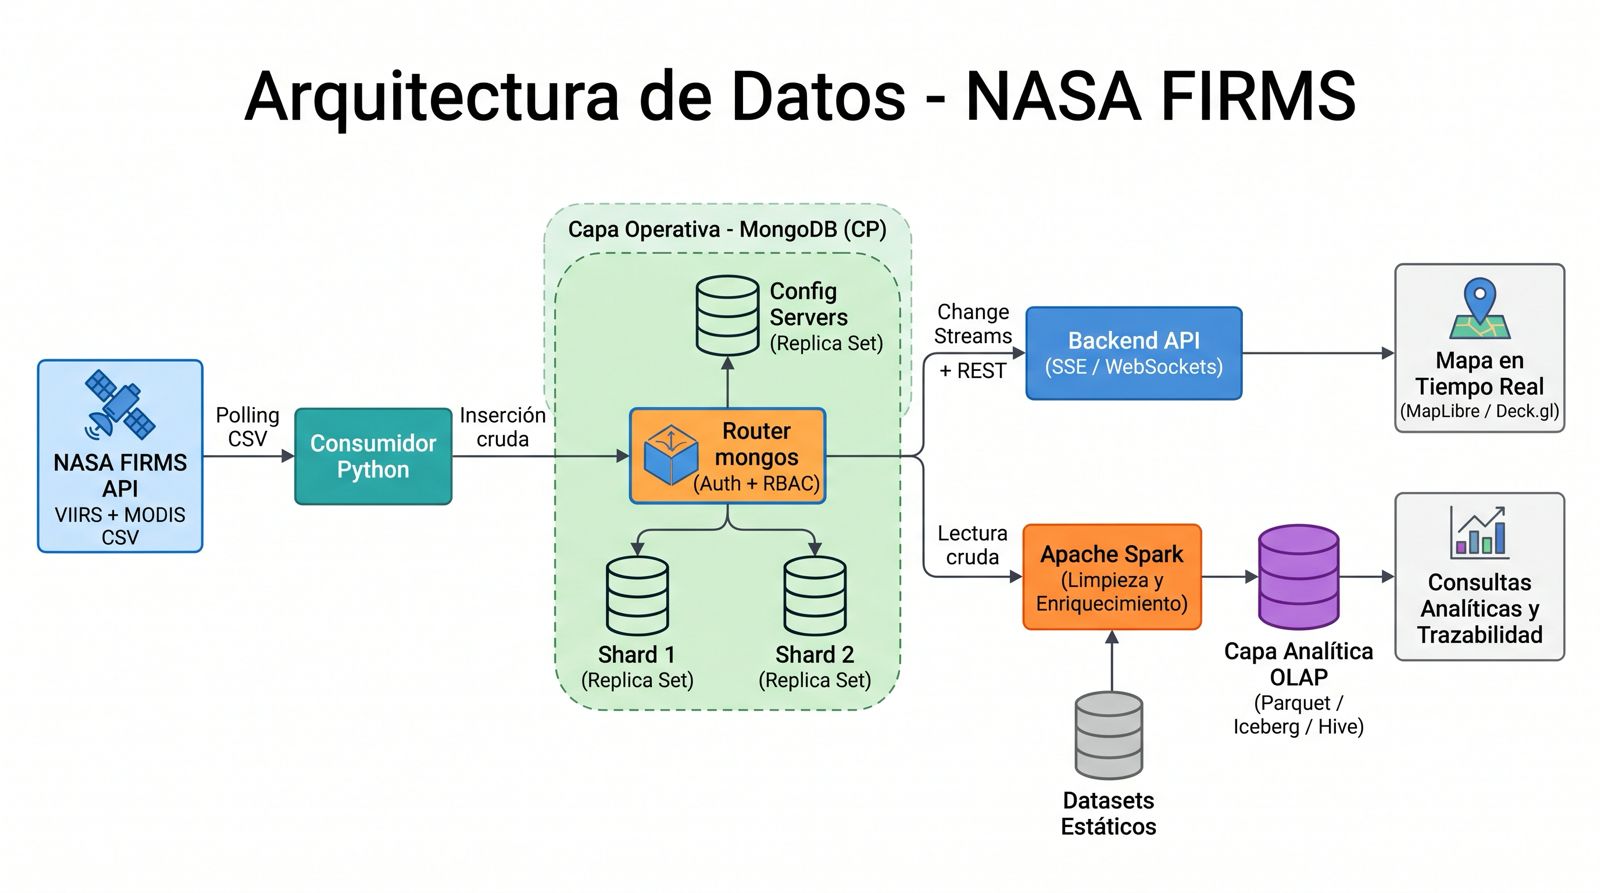 Arquitectura de Datos - NASA FIRMS
Capa Operativa - MongoDB (CP)
NASA FIRMS
API
VIIRS + MODIS
CSV
Polling
CSV
Consumidor
Python
Inserción
cruda
Config
Servers
(Replica Set)
Router
mongos
(Auth + RBAC)
Shard 1
(Replica Set)
Shard 2
(Replica Set)
Change
Streams
+ REST
Backend API
(SSE / WebSockets)
Mapa en
Tiempo Real
(MapLibre / Deck.gl)
Lectura
cruda
Apache Spark
(Limpieza y
Enriquecimiento)
Datasets
Estáticos
Capa Analítica
OLAP
(Parquet /
Iceberg / Hive)
Consultas
Analíticas y
Trazabilidad